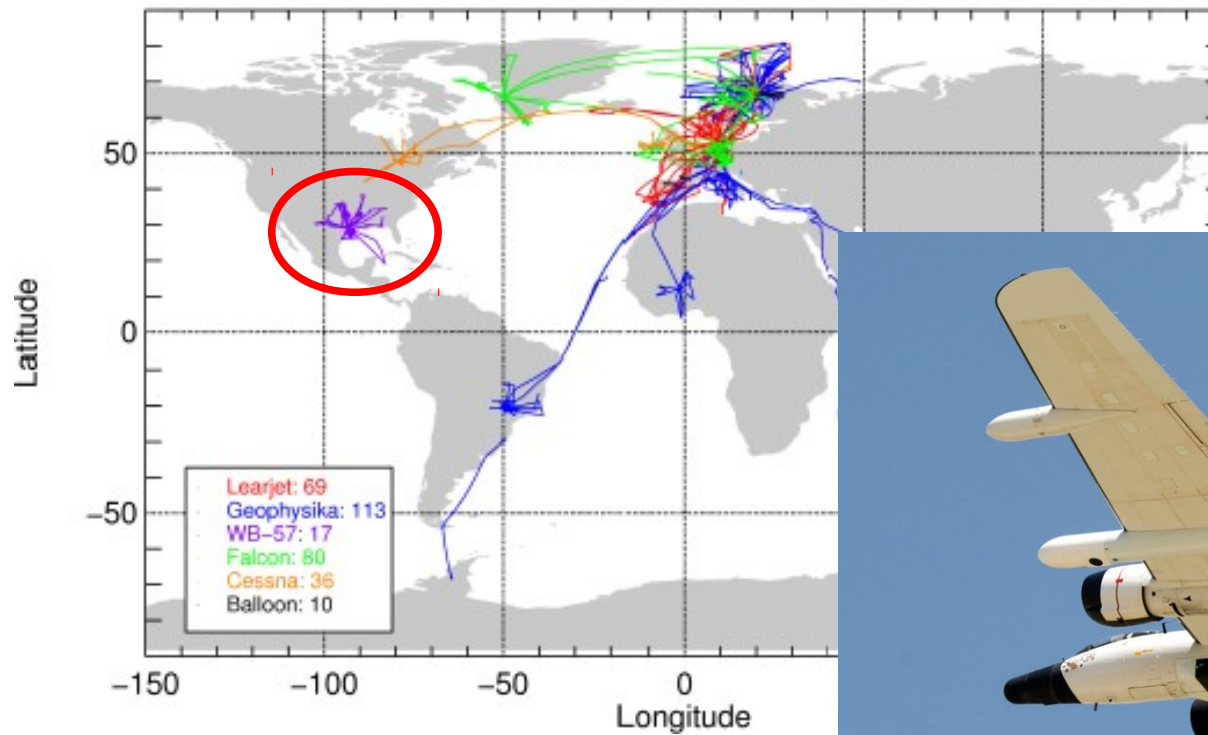 Latitude
50
0
−50
Learjet: 69
Geophysika: 113
WB−57: 17
Falcon: 80
Cessna: 36
Balloon: 10
−150
−100
−50
0
Longitude